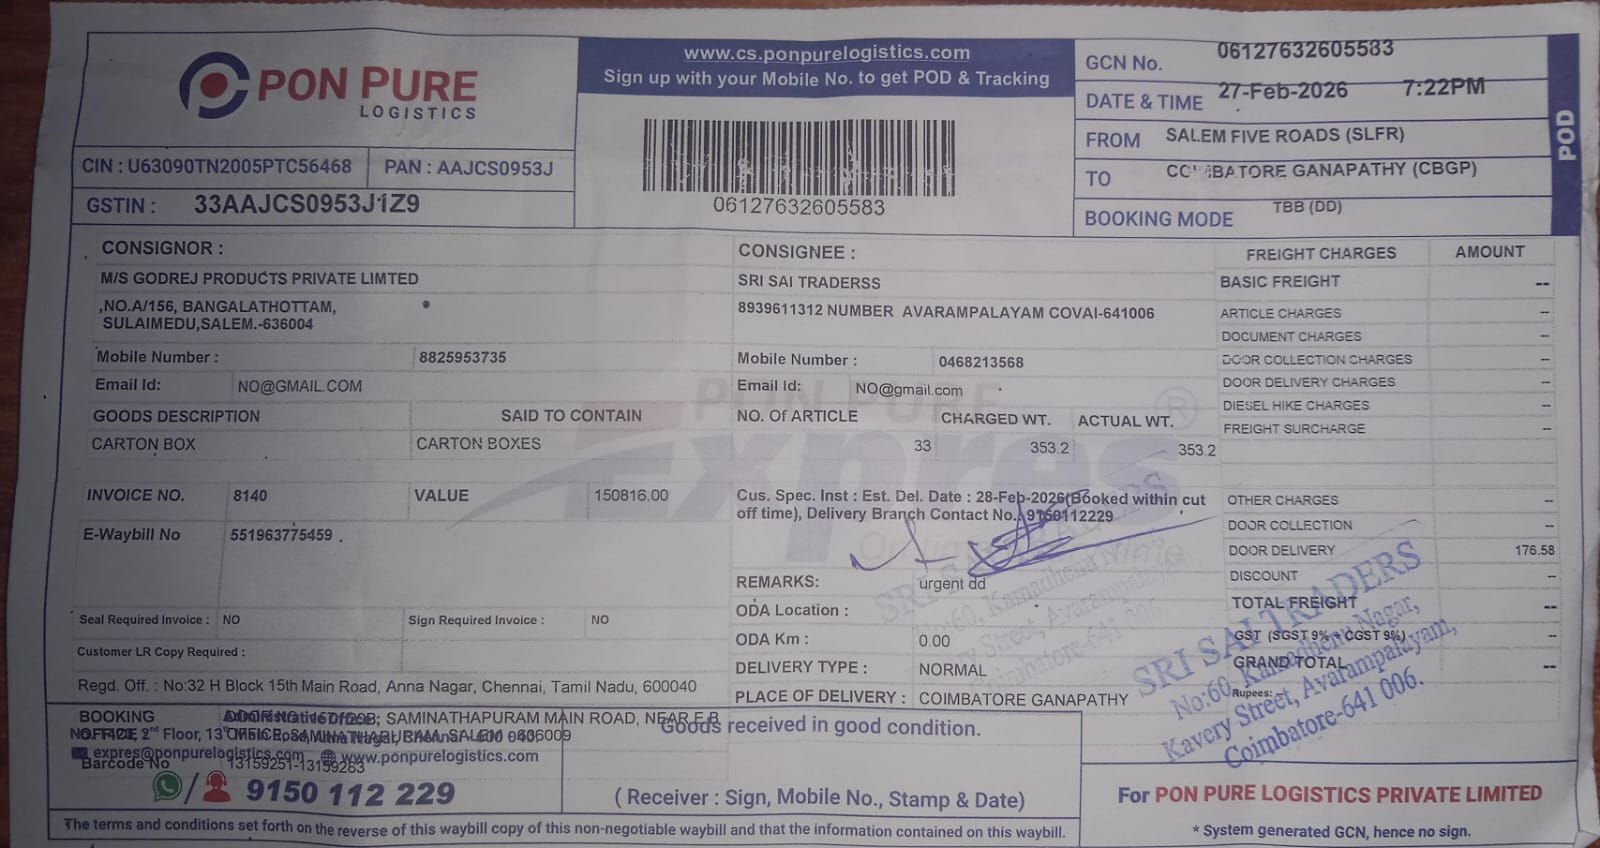 PON PURE
LOGISTICS
www.cs.ponpurelogistics.com
Sign up with your Mobile No. to get POD & Tracking
GCN No. 06127632605583
DATE & TIME 27-Feb-2026 7:22PM
POD
FROM SALEM FIVE ROADS (SLFR)
TO BATORE GANAPATHY (CBGP)
BOOKING MODE TBB (DD)
06127632605583
CIN : U63090TN2005PTC56468 PAN : AAJCS0953J
GSTIN : 33AAJCS0953J1Z9
CONSIGNOR :
M/S GODREJ PRODUCTS PRIVATE LIMTED
,NO.A/156, BANGALATHOTTAM,
SULAIMEDU,SALEM.-636004
Mobile Number : 8825953735
Email Id: NO@GMAIL.COM
GOODS DESCRIPTION SAID TO CONTAIN
CARTON BOX CARTON BOXES
INVOICE NO. 8140 VALUE 150816.00
E-Waybill No 551963775459 .
Seal Required Invoice : NO Sign Required Invoice : NO
Customer LR Copy Required :
Regd. Off. : No:32 H Block 15th Main Road, Anna Nagar, Chennai, Tamil Nadu, 600040
CONSIGNEE :
SRI SAI TRADERSS
8939611312 NUMBER AVARAMPALAYAM COVAI-641006
Mobile Number : 0468213568
Email Id: NO@gmail.com
NO. Of ARTICLE CHARGED WT. ACTUAL WT.
33 353.2 353.2
Cus. Spec. Inst : Est. Del. Date : 28-Feb-2026(Booked within cut
off time), Delivery Branch Contact No. 9150112229
REMARKS: urgent dd
ODA Location :
ODA Km : 0.00
DELIVERY TYPE : NORMAL
PLACE OF DELIVERY : COIMBATORE GANAPATHY
FREIGHT CHARGES AMOUNT
BASIC FREIGHT --
ARTICLE CHARGES --
DOCUMENT CHARGES --
DOOR COLLECTION CHARGES --
DOOR DELIVERY CHARGES --
DIESEL HIKE CHARGES --
FREIGHT SURCHARGE --
OTHER CHARGES --
DOOR COLLECTION --
DOOR DELIVERY 176.58
DISCOUNT --
TOTAL FREIGHT --
GST (SGST 9% + CGST 9%) --
GRAND TOTAL --
Rupees:
PON PURE
Expres
®
SRI SAI TRADERS
No:60, Kamadhenu Nagar,
Kavery Street, Avarampalayam,
Coimbatore-641 006.
BOOKING
OFFICE
SAMINATHAPURAM MAIN ROAD, NEAR
SAMINATHAPURAM, SALEM
expres@ponpurelogistics.com www.ponpurelogistics.com
Barcode No 13159251-13159283
9150 112 229
Goods received in good condition.
( Receiver : Sign, Mobile No., Stamp & Date)
For PON PURE LOGISTICS PRIVATE LIMITED
* System generated GCN, hence no sign.
The terms and conditions set forth on the reverse of this waybill copy of this non-negotiable waybill and that the information contained on this waybill.